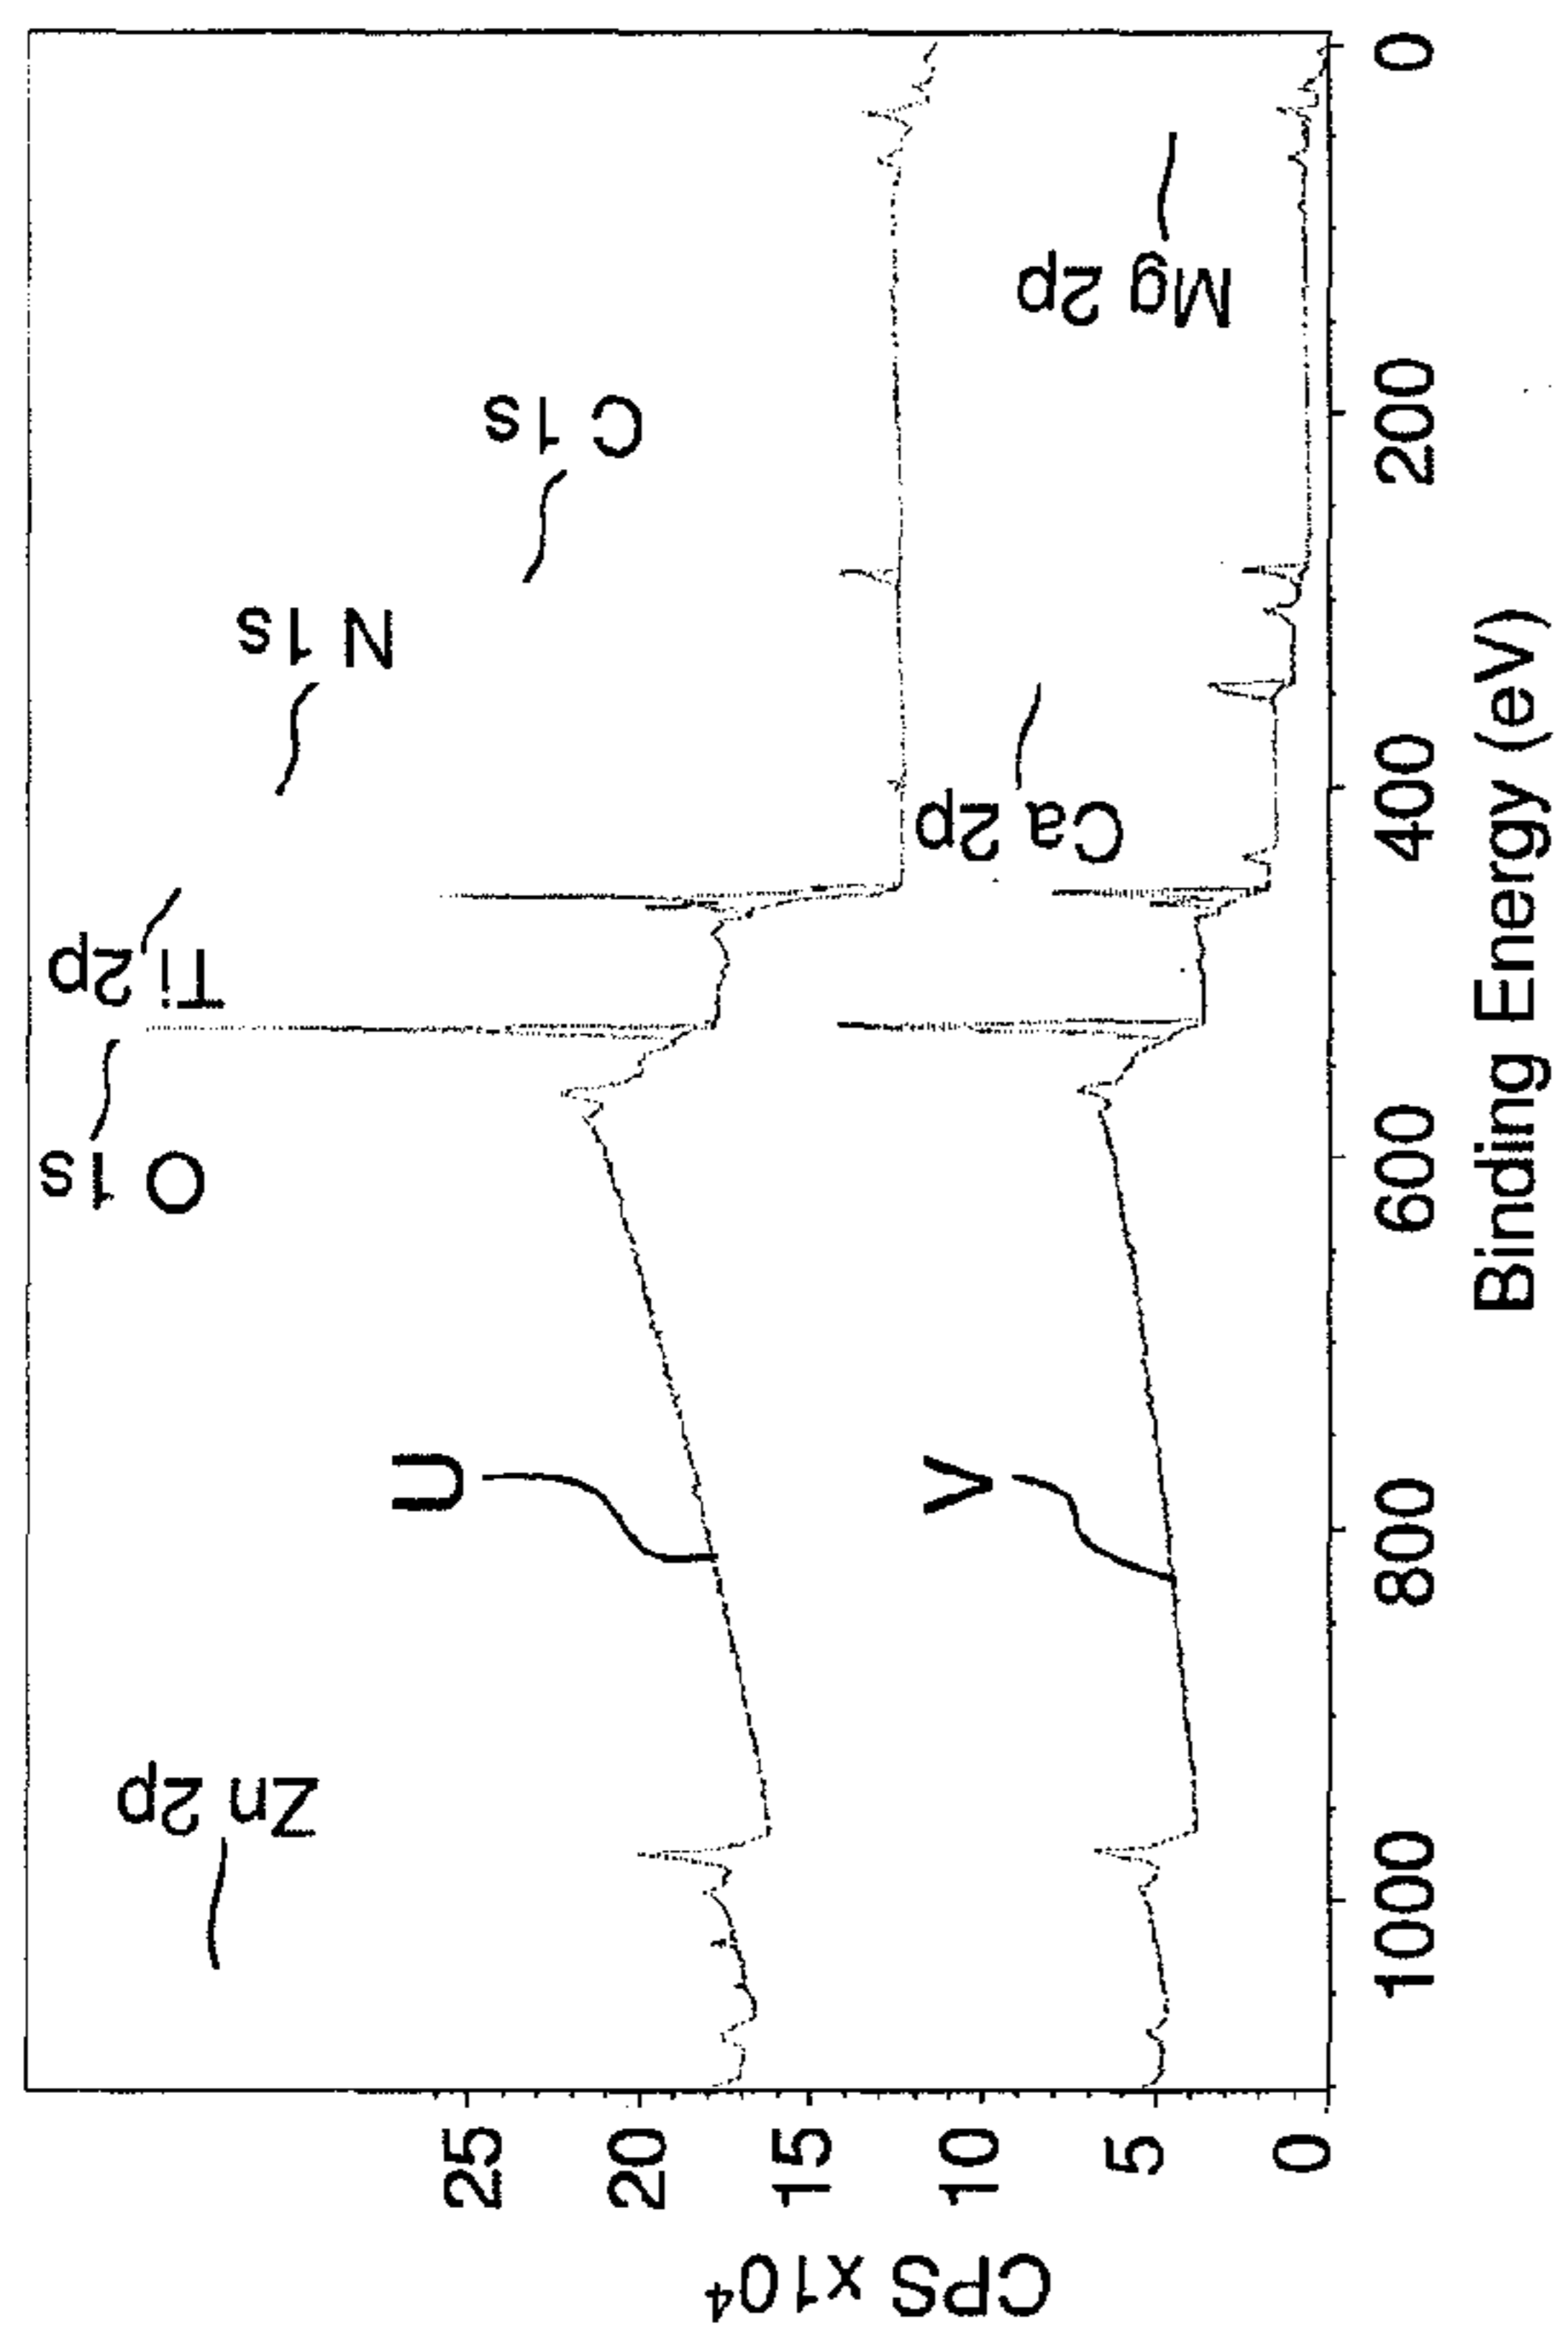 CPS x10⁴
25
20
15
10
5
0
Zn 2p
O 1s
Ti 2p
N 1s
C 1s
U
V
Ca 2p
Mg 2p
1000
800
600
400
200
0
Binding Energy (eV)